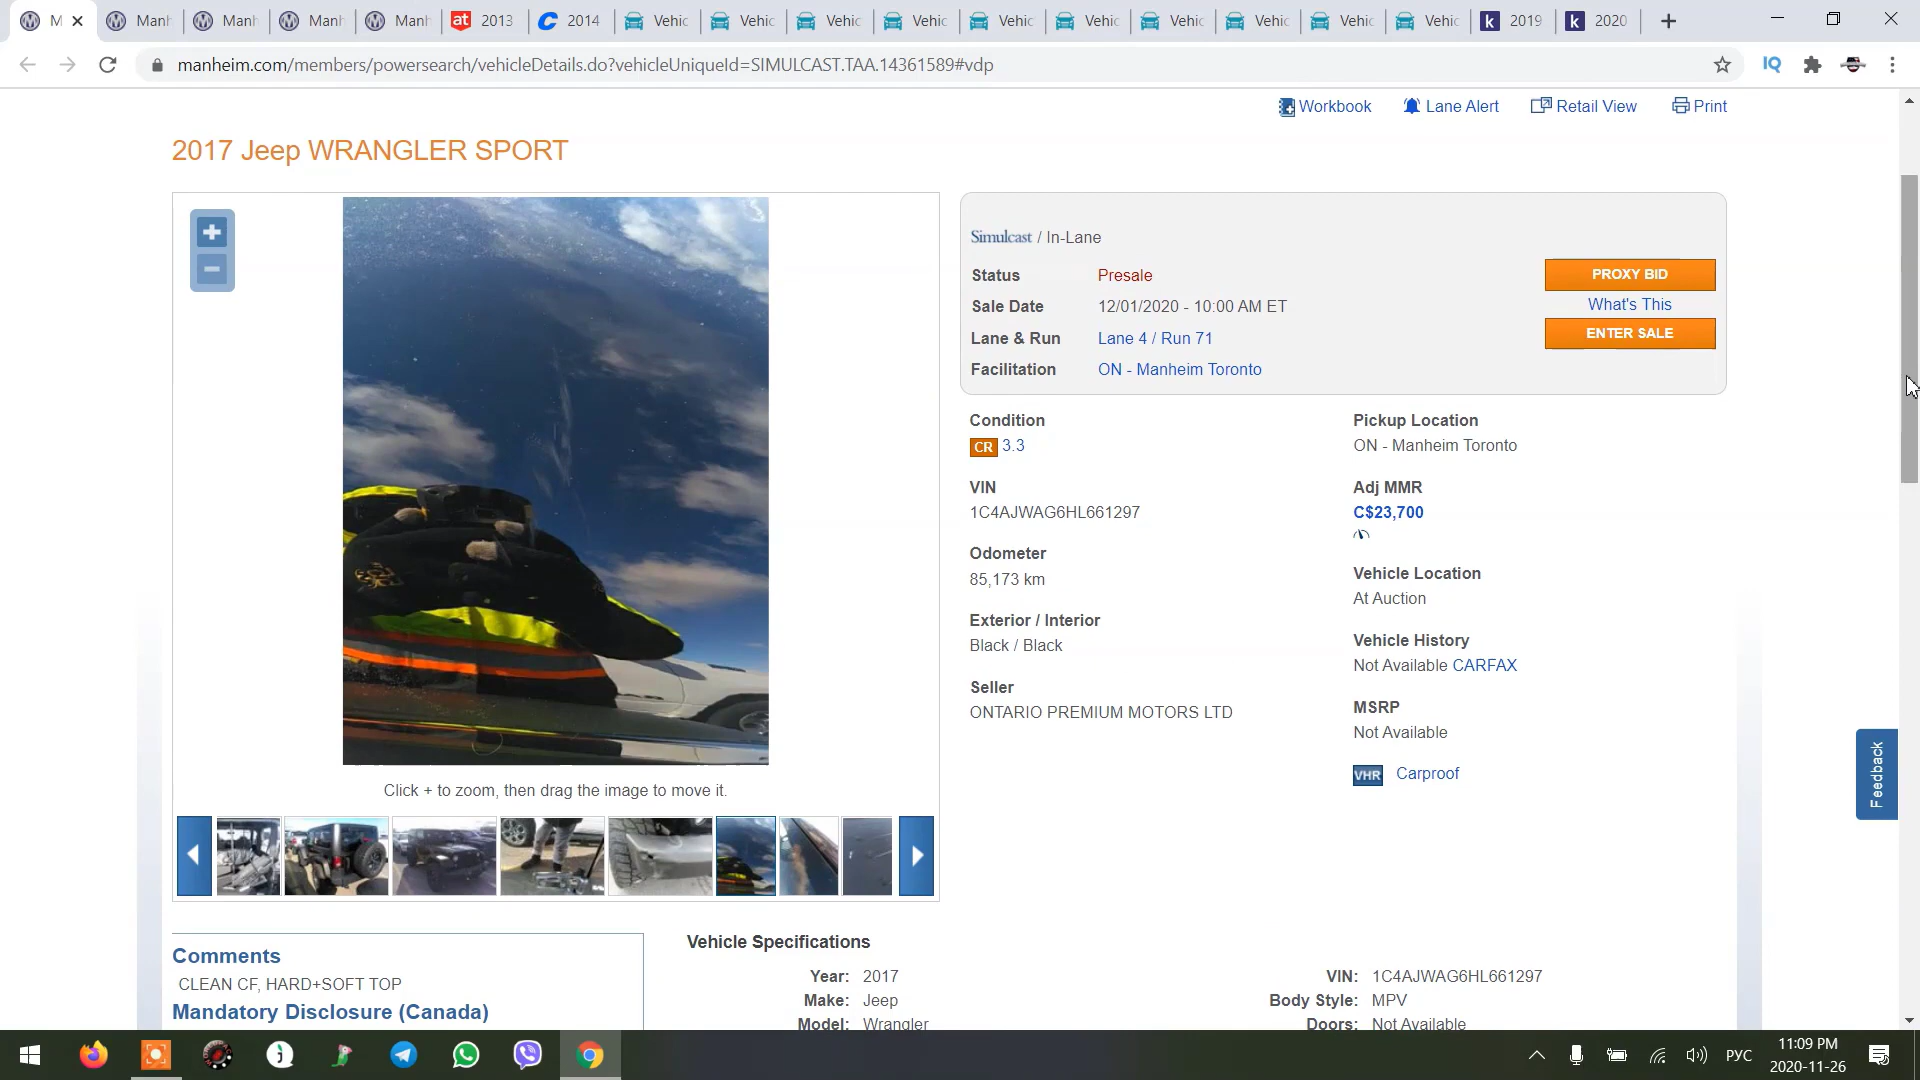 M
Manh
Manh
Manh
Manh
at 2013
2014
Vehic
Vehic
Vehic
Vehic
Vehic
Vehic
Vehic
Vehic
Vehic
Vehic
k 2019
k 2020
manheim.com/members/powersearch/vehicleDetails.do?vehicleUniqueId=SIMULCAST.TAA.14361589#vdp
IQ
Workbook
Lane Alert
Retail View
Print
2017 Jeep WRANGLER SPORT
Simulcast / In-Lane
Status Presale
PROXY BID
Sale Date 12/01/2020 - 10:00 AM ET
What's This
Lane & Run Lane 4 / Run 71
ENTER SALE
Facilitation ON - Manheim Toronto
Condition
CR 3.3
VIN
1C4AJWAG6HL661297
Odometer
85,173 km
Exterior / Interior
Black / Black
Seller
ONTARIO PREMIUM MOTORS LTD
Pickup Location
ON - Manheim Toronto
Adj MMR
C$23,700
Vehicle Location
At Auction
Vehicle History
Not Available CARFAX
MSRP
Not Available
VHR Carproof
Feedback
Click + to zoom, then drag the image to move it.
Comments
CLEAN CF, HARD+SOFT TOP
Mandatory Disclosure (Canada)
Vehicle Specifications
Year: 2017
Make: Jeep
Model: Wrangler
VIN: 1C4AJWAG6HL661297
Body Style: MPV
Doors: Not Available
РУС
11:09 PM
2020-11-26